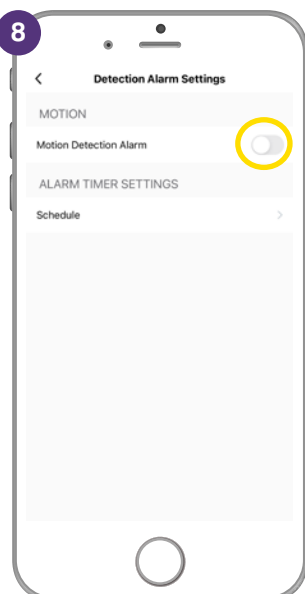 8
Detection Alarm Settings
MOTION
Motion Detection Alarm
ALARM TIMER SETTINGS
Schedule